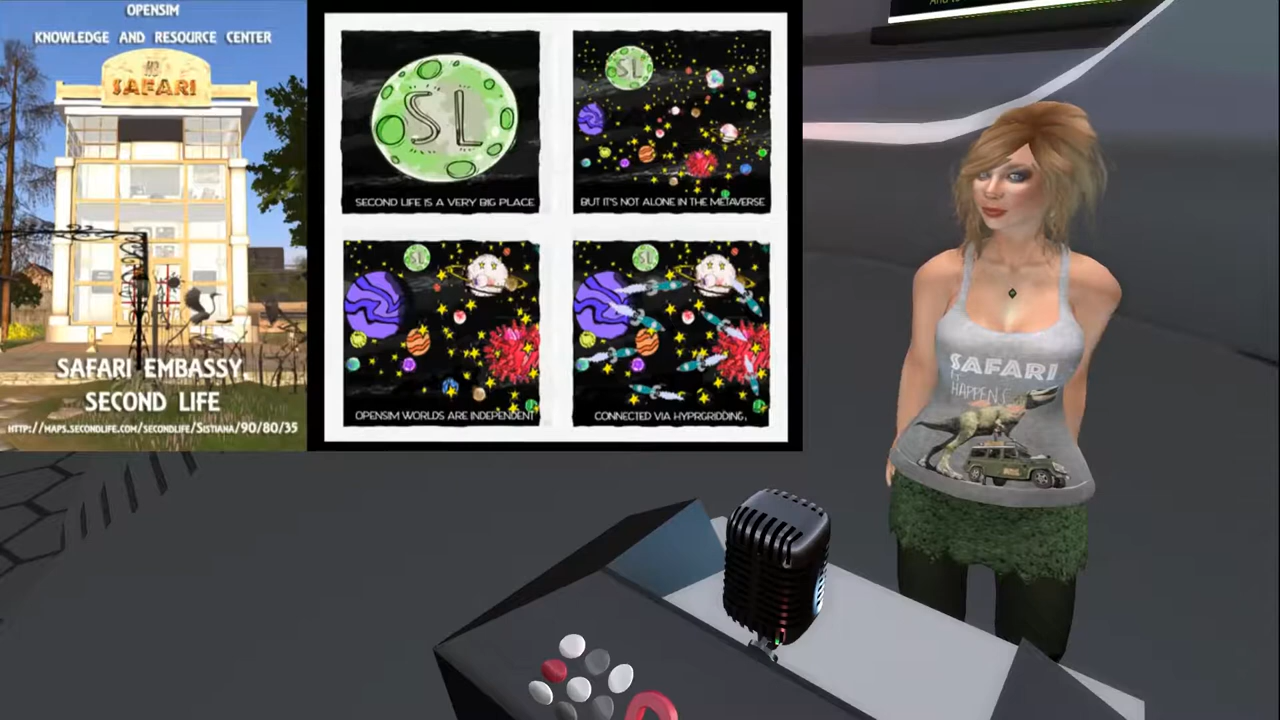 OPENSIM
KNOWLEDGE AND RESOURCE CENTER
SAFARI
SAFARI EMBASSY.
SECOND LIFE
HTTP://MAPS.SECONDLIFE.COM/SECONDLIFE/SISTIANA/90/80/35
SL
SECOND LIFE IS A VERY BIG PLACE
SL
BUT IT'S NOT ALONE IN THE METAVERSE
SL
OPENSIM WORLDS ARE INDEPENDENT
SL
CONNECTED VIA HYPRGRIDDING.
SAFARI
HAPPENS